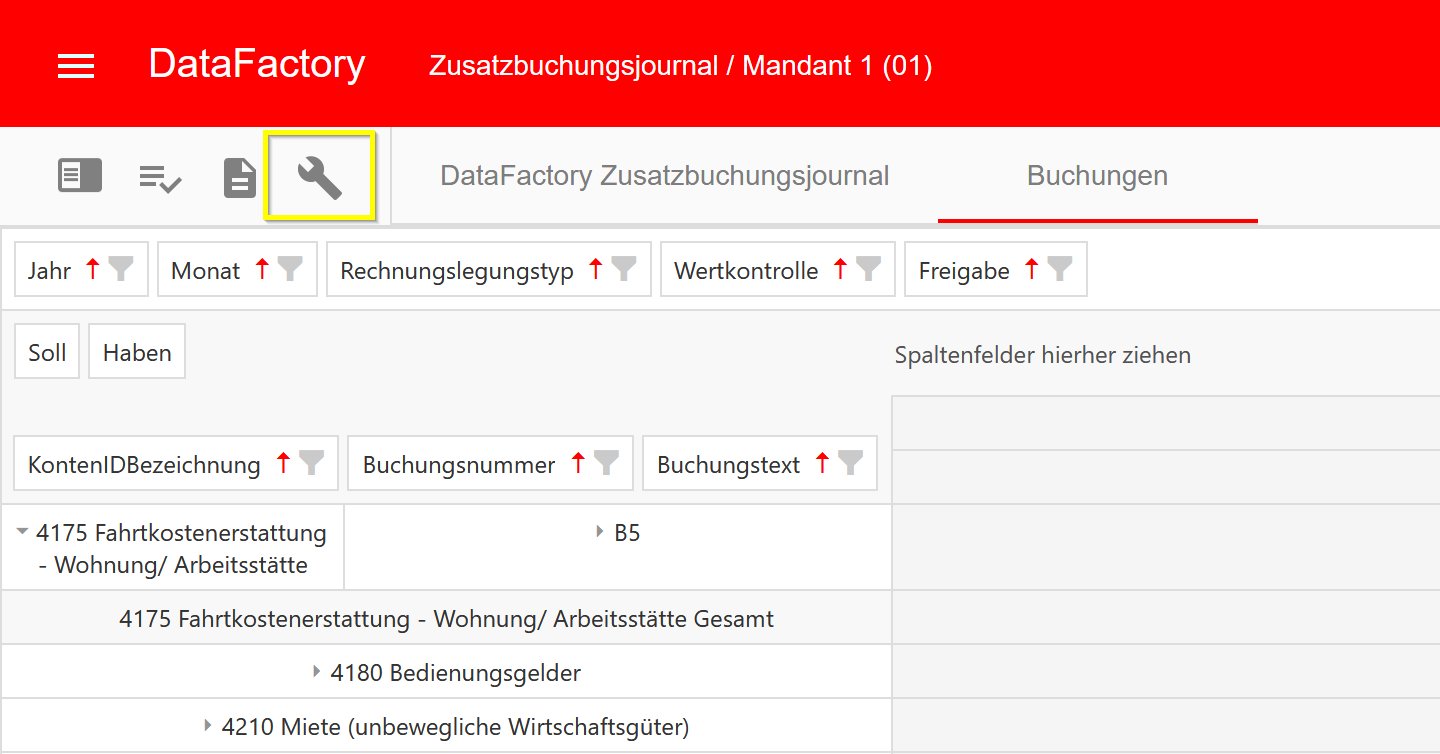 DataFactory Zusatzbuchungsjournal / Mandant 1 (01)
DataFactory Zusatzbuchungsjournal Buchungen
Jahr Monat Rechnungslegungstyp Wertkontrolle Freigabe
Soll Haben
Spaltenfelder hierher ziehen
KontenIDBezeichnung Buchungsnummer Buchungstext
4175 Fahrtkostenerstattung
- Wohnung/ Arbeitsstätte
B5
4175 Fahrtkostenerstattung - Wohnung/ Arbeitsstätte Gesamt
4180 Bedienungsgelder
4210 Miete (unbewegliche Wirtschaftsgüter)